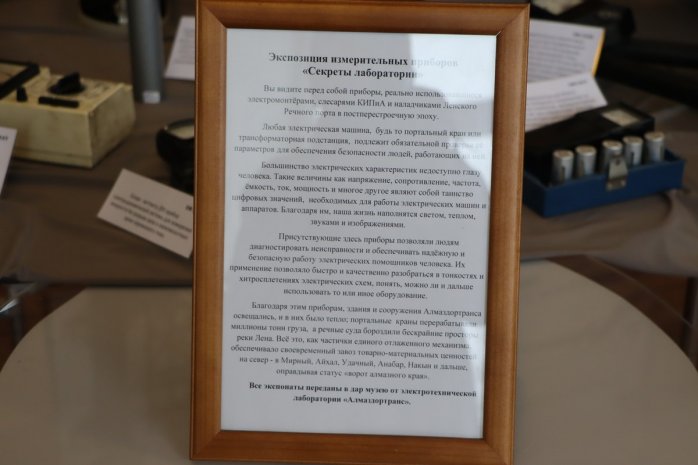 Экспозиция измерительных приборов
«Секреты лаборатории»
Вы видите перед собой приборы, реально использовавшиеся
электромонтёрами, слесарями КИПиА и наладчиками Ленского
Речного порта в постперестроечную эпоху.
Любая электрическая машина, будь то портальный кран или
трансформаторная подстанция, подлежит обязательной проверке
параметров для обеспечения безопасности людей, работающих на ней.
Большинство электрических характеристик недоступно глазу
человека. Такие величины как напряжение, сопротивление, частота,
ёмкость, ток, мощность и многое другое являют собой таинство
цифровых значений, необходимых для работы электрических машин и
аппаратов. Благодаря им, наша жизнь наполнятся светом, теплом,
звуками и изображениями.
Присутствующие здесь приборы позволяли людям
диагностировать неисправности и обеспечивать надёжную и
безопасную работу электрических помощников человека. Их
применение позволяло быстро и качественно разобраться в тонкостях и
хитросплетениях электрических схем, понять, можно ли и дальше
использовать то или иное оборудование.
Благодаря этим приборам, здания и сооружения Алмаздортранса
освещались, и в них было тепло; портальные краны перерабатывали
миллионы тонн груза, а речные суда бороздили бескрайние просторы
реки Лена. Всё это, как частички единого отлаженного механизма,
обеспечивало своевременный завоз товарно-материальных ценностей
на север - в Мирный, Айхал, Удачный, Анабар, Накын и дальше,
оправдывая статус «ворот алмазного края».
Все экспонаты переданы в дар музею от электротехнической
лаборатории «Алмаздортранс».